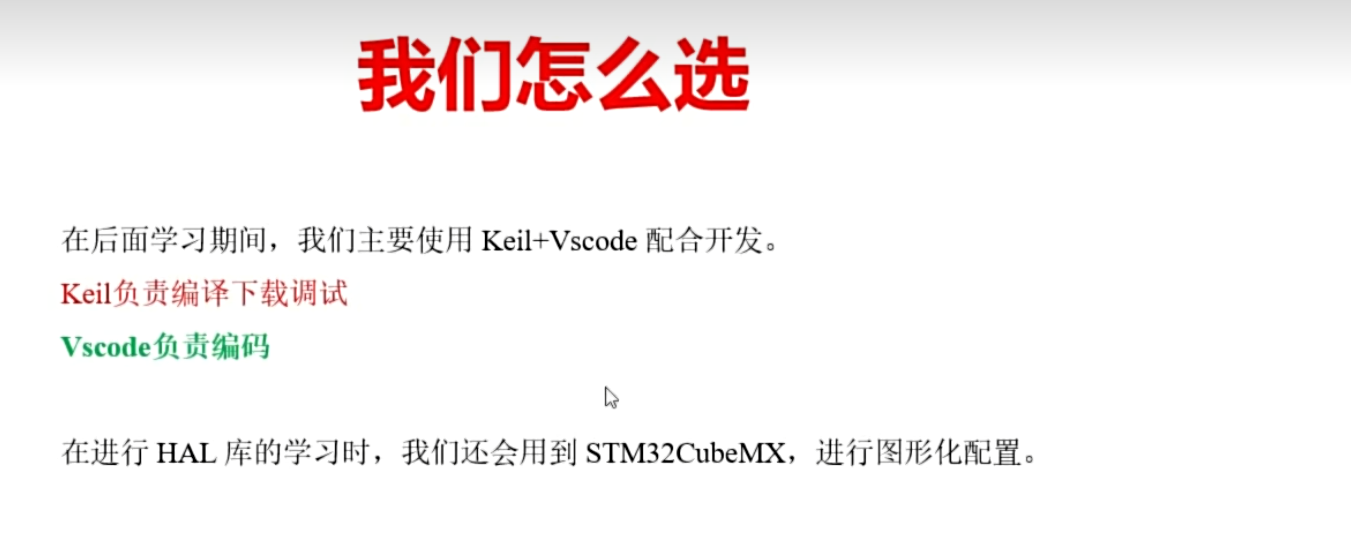 我们怎么选
在后面学习期间，我们主要使用 Keil+Vscode 配合开发。
Keil负责编译下载调试
Vscode负责编码
在进行 HAL 库的学习时，我们还会用到 STM32CubeMX，进行图形化配置。